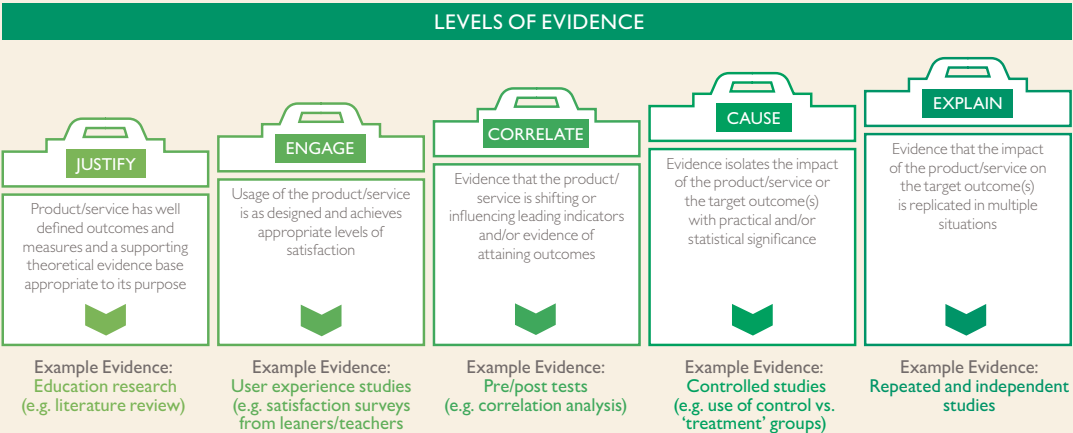 LEVELS OF EVIDENCE
JUSTIFY
Product/service has well
defined outcomes and
measures and a supporting
theoretical evidence base
appropriate to its purpose
Example Evidence:
Education research
(e.g. literature review)
ENGAGE
Usage of the product/service
is as designed and achieves
appropriate levels of
satisfaction
Example Evidence:
User experience studies
(e.g. satisfaction surveys
from leaners/teachers
CORRELATE
Evidence that the product/
service is shifting or
influencing leading indicators
and/or evidence of
attaining outcomes
Example Evidence:
Pre/post tests
(e.g. correlation analysis)
CAUSE
Evidence isolates the impact
of the product/service or
the target outcome(s)
with practical and/or
statistical significance
Example Evidence:
Controlled studies
(e.g. use of control vs.
‘treatment’ groups)
EXPLAIN
Evidence that the impact
of the product/service on
the target outcome(s)
is replicated in multiple
situations
Example Evidence:
Repeated and independent
studies